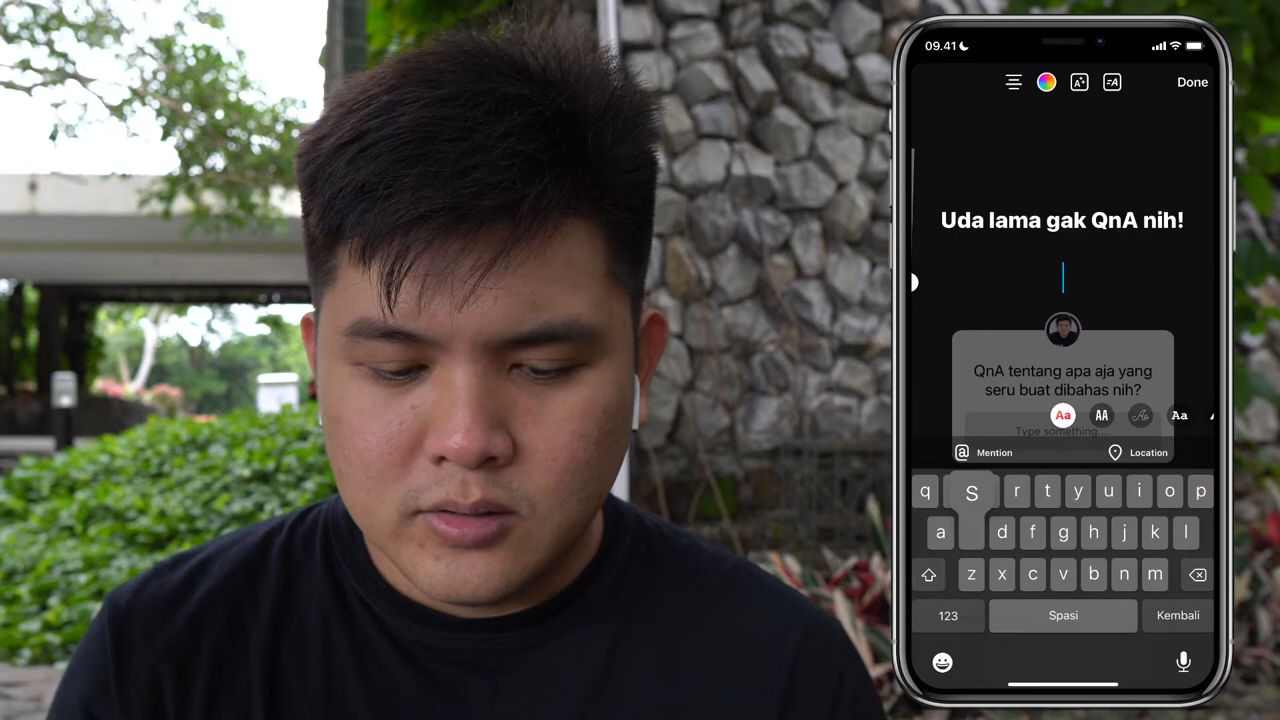 09.41
Done
Uda lama gak QnA nih!
QnA tentang apa aja yang
seru buat dibahas nih?
Aa AA Aa Aa
Type something...
Mention Location
q S r t y u i o p
a d f g h j k l
z x c v b n m
123 Spasi Kembali